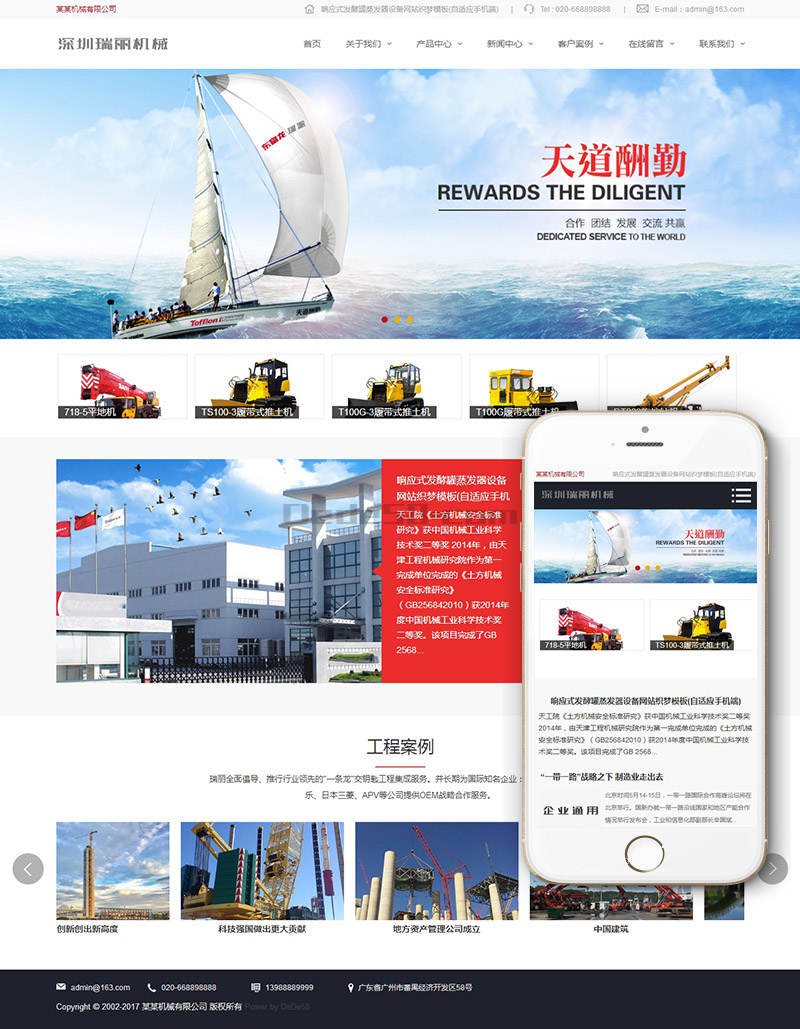 某某机械有限公司
响应式发酵罐蒸发器设备网站织梦模板(自适应手机端)
Tel : 020-668898888
E-mail : admin@163.com
深圳瑞丽机械
首页 关于我们 产品中心 新闻中心 客户案例 在线留言 联系我们
东富龙
天道酬勤
REWARDS THE DILIGENT
合作 团结 发展 交流 共赢
DEDICATED SERVICE TO THE WORLD
Tofflon
天道酬勤
718-5平地机
TS100-3履带式推土机
T100G-3履带式推土机
T100G履带式推土机
响应式发酵罐蒸发器设备
网站织梦模板(自适应手机
天工院《土方机械安全标准
研究》获中国机械工业科学
技术奖二等奖 2014年，由天
津工程机械研究院作为第一
完成单位完成的《土方机械
安全标准研究》
（GB256842010）获2014年
度中国机械工业科学技术奖
二等奖。该项目完成了GB
2568...
工程案例
瑞丽全面倡导、推行行业领先的“一条龙”交钥匙工程集成服务。并长期为国际知名企业：
乐、日本三菱、APV等公司提供OEM战略合作服务。
创新创出新高度
科技强国做出更大贡献
地方资产管理公司成立
中国建筑
某某机械有限公司
响应式发酵罐蒸发器设备网站织梦模板(自适应手机端)
深圳瑞丽机械
天道酬勤
REWARDS THE DILIGENT
718-5平地机
TS100-3履带式推土机
响应式发酵罐蒸发器设备网站织梦模板(自适应手机端)
天工院《土方机械安全标准研究》获中国机械工业科学技术奖二等奖
2014年，由天津工程机械研究院作为第一完成单位完成的《土方机械
安全标准研究》（GB256842010）获2014年度中国机械工业科学技
术奖二等奖。该项目完成了GB 2568...
“一带一路”战略之下 制造业走出去
企业通用
北京时间5月14-15日，一带一路国际合作高峰论坛将在
北京举行。国新办就一带一路沿线国家和地区产能合作
情况举行发布会，工业和信息化部副部长辛国斌...
admin@163.com
020-668898888
13988889999
广东省广州市番禺经济开发区58号
Copyright © 2002-2017 某某机械有限公司 版权所有 Power by DeDe58